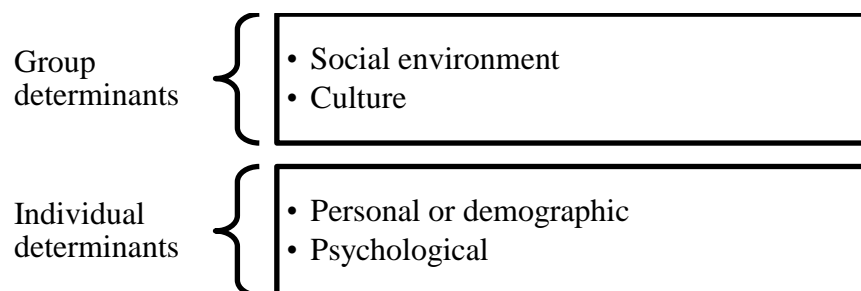 Group
determinants
• Social environment
• Culture
Individual
determinants
• Personal or demographic
• Psychological